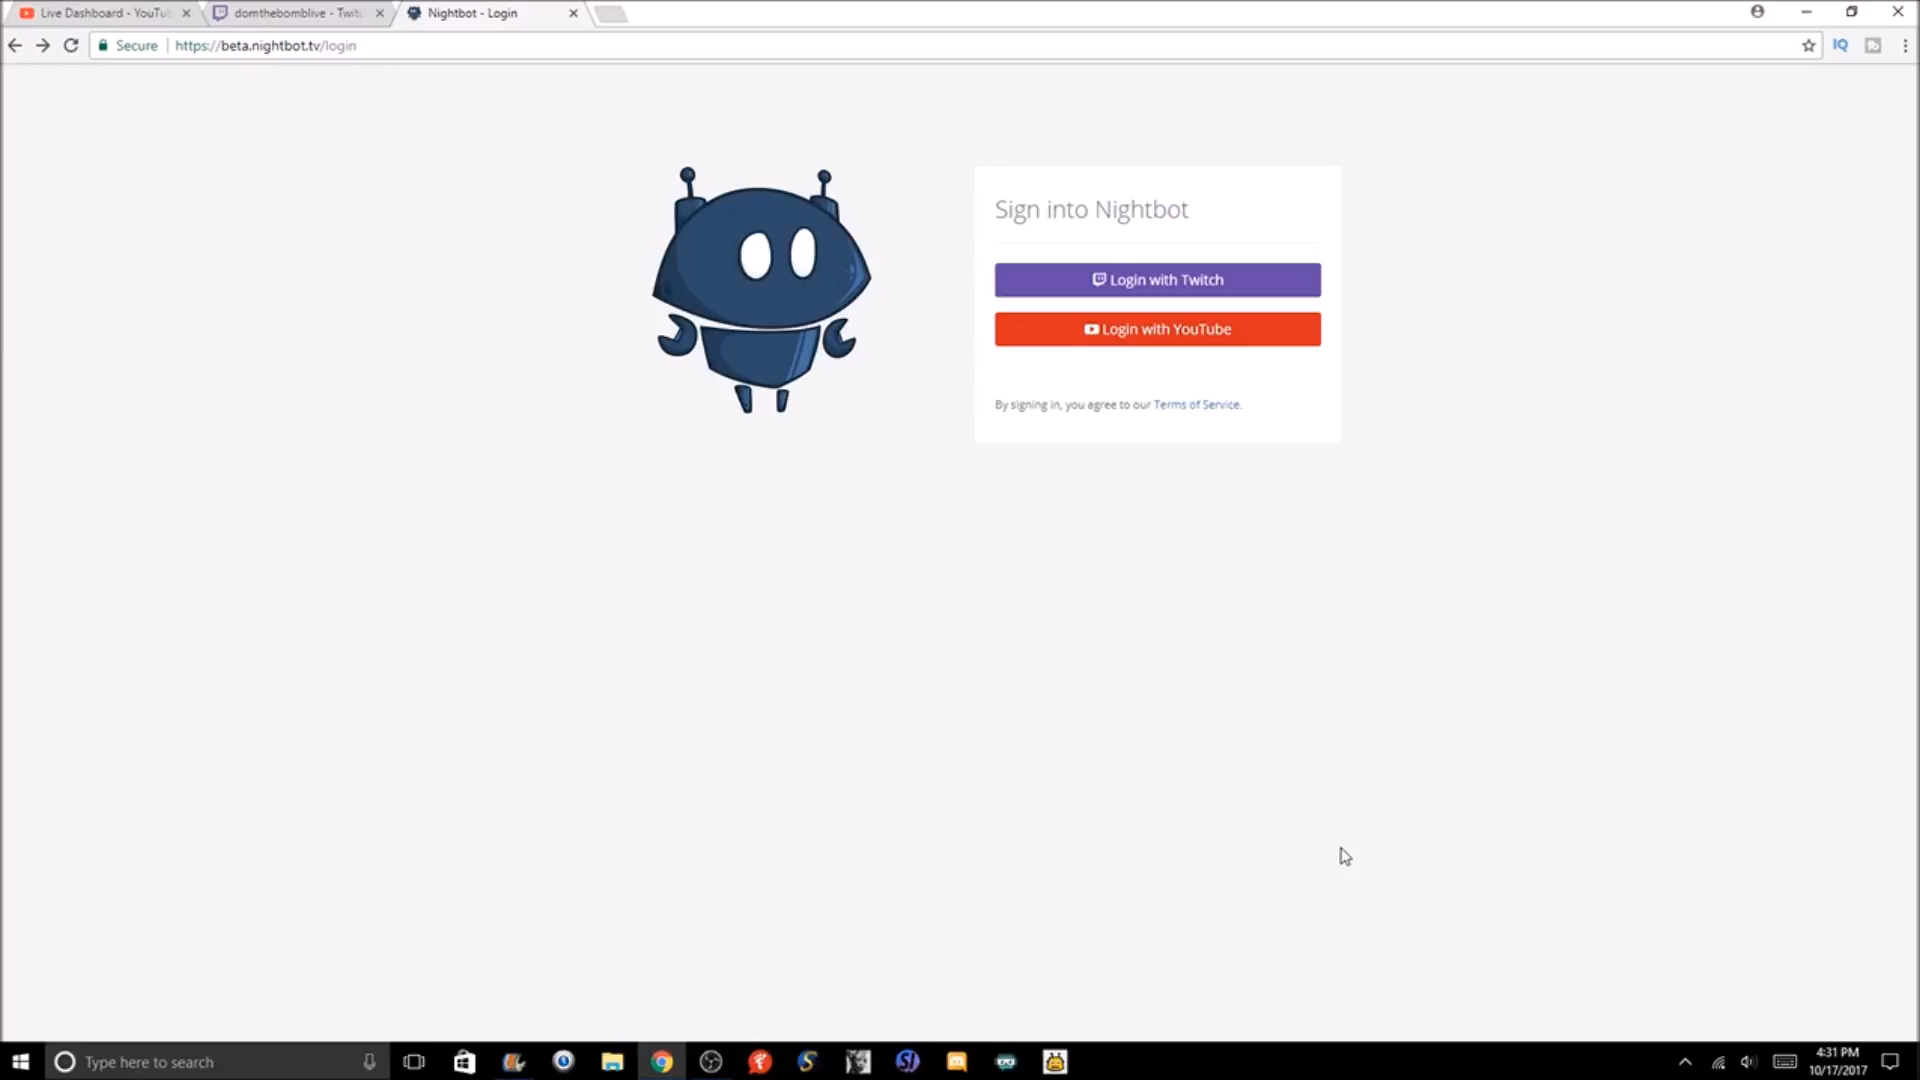 Live Dashboard - YouTu
domthebomblive - Twitc
Nightbot - Login
Secure
https://beta.nightbot.tv/login
IQ
Sign into Nightbot
Login with Twitch
Login with YouTube
By signing in, you agree to our Terms of Service.
Type here to search
4:31 PM
10/17/2017